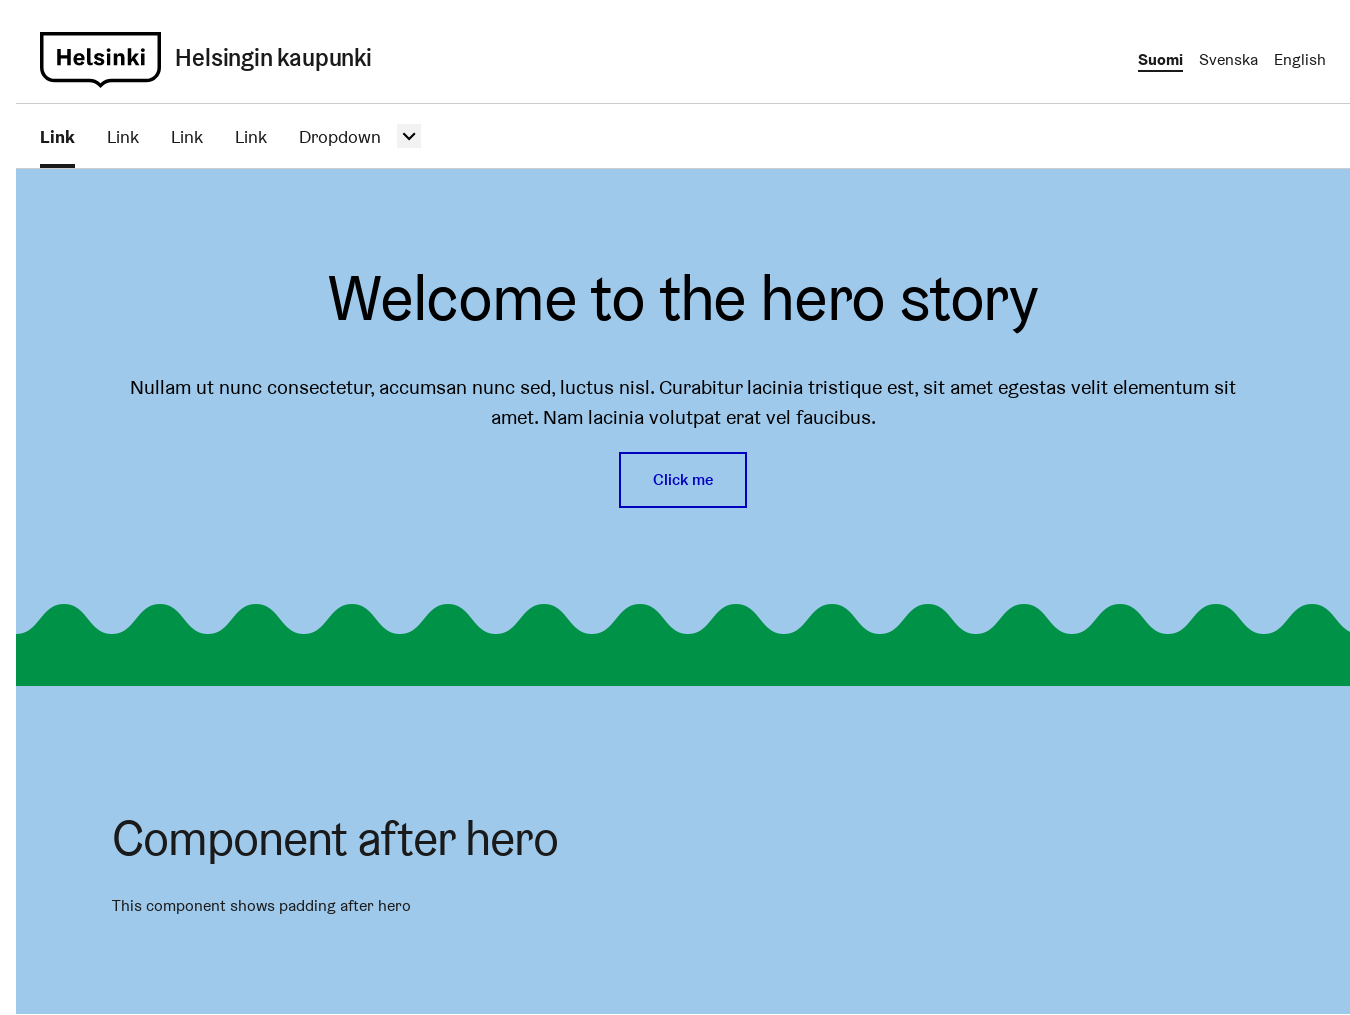 Helsinki Helsingin kaupunki
Suomi Svenska English
Link Link Link Link Dropdown
Welcome to the hero story
Nullam ut nunc consectetur, accumsan nunc sed, luctus nisl. Curabitur lacinia tristique est, sit amet egestas velit elementum sit
amet. Nam lacinia volutpat erat vel faucibus.
Click me
Component after hero
This component shows padding after hero